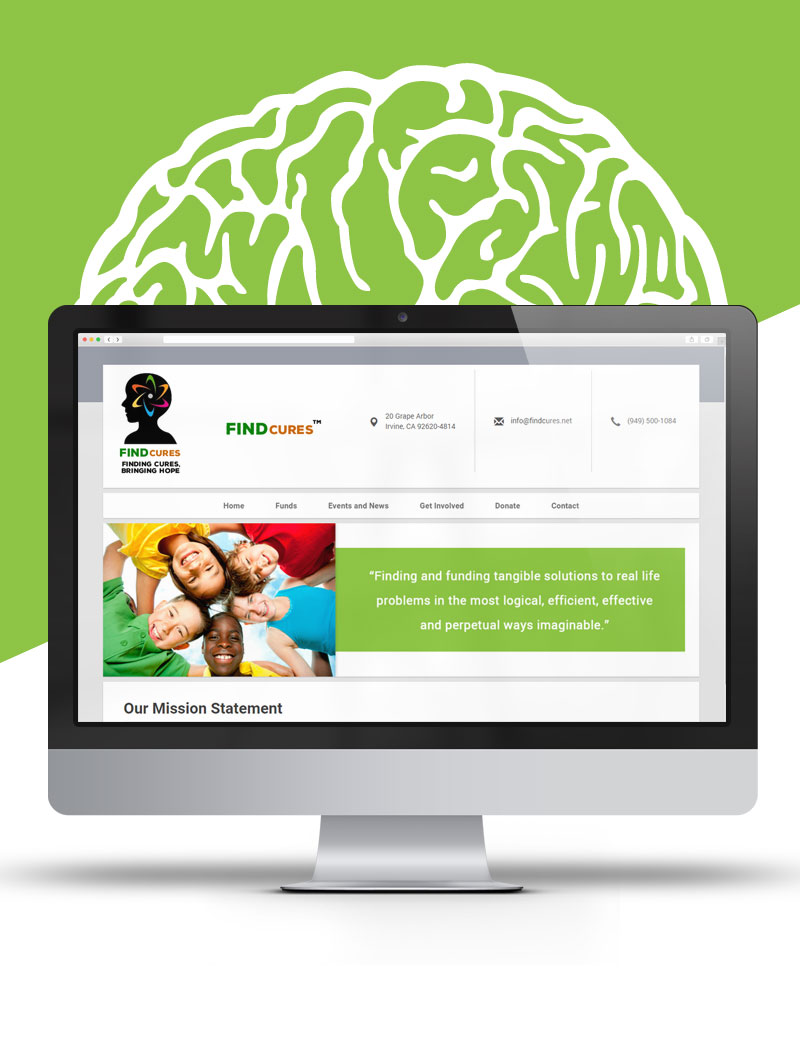 FIND CURES
FINDING CURES,
BRINGING HOPE
FIND CURES™
20 Grape Arbor
Irvine, CA 92620-4814
info@findcures.net
(949) 500-1084
Home Funds Events and News Get Involved Donate Contact
“Finding and funding tangible solutions to real life
problems in the most logical, efficient, effective
and perpetual ways imaginable.”
Our Mission Statement